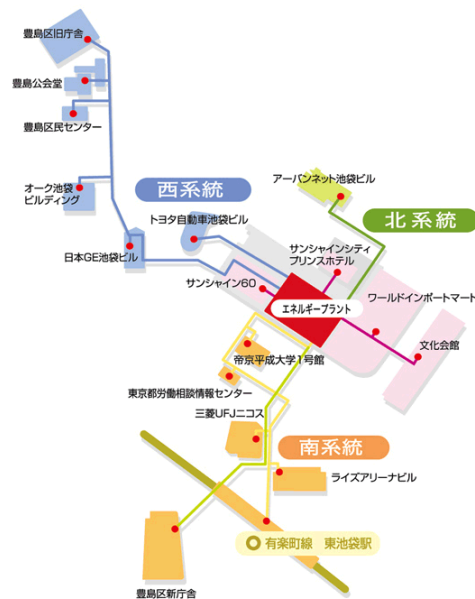 豊島区旧庁舎
豊島公会堂
豊島区民センター
オーク池袋
ビルディング
西系統
アーバンネット池袋ビル
北系統
トヨタ自動車池袋ビル
日本GE池袋ビル
サンシャインシティ
プリンスホテル
サンシャイン60
エネルギープラント
ワールドインポートマート
文化会館
帝京平成大学1号館
東京都労働相談情報センター
三菱UFJニコス
南系統
ライズアリーナビル
有楽町線 東池袋駅
豊島区新庁舎